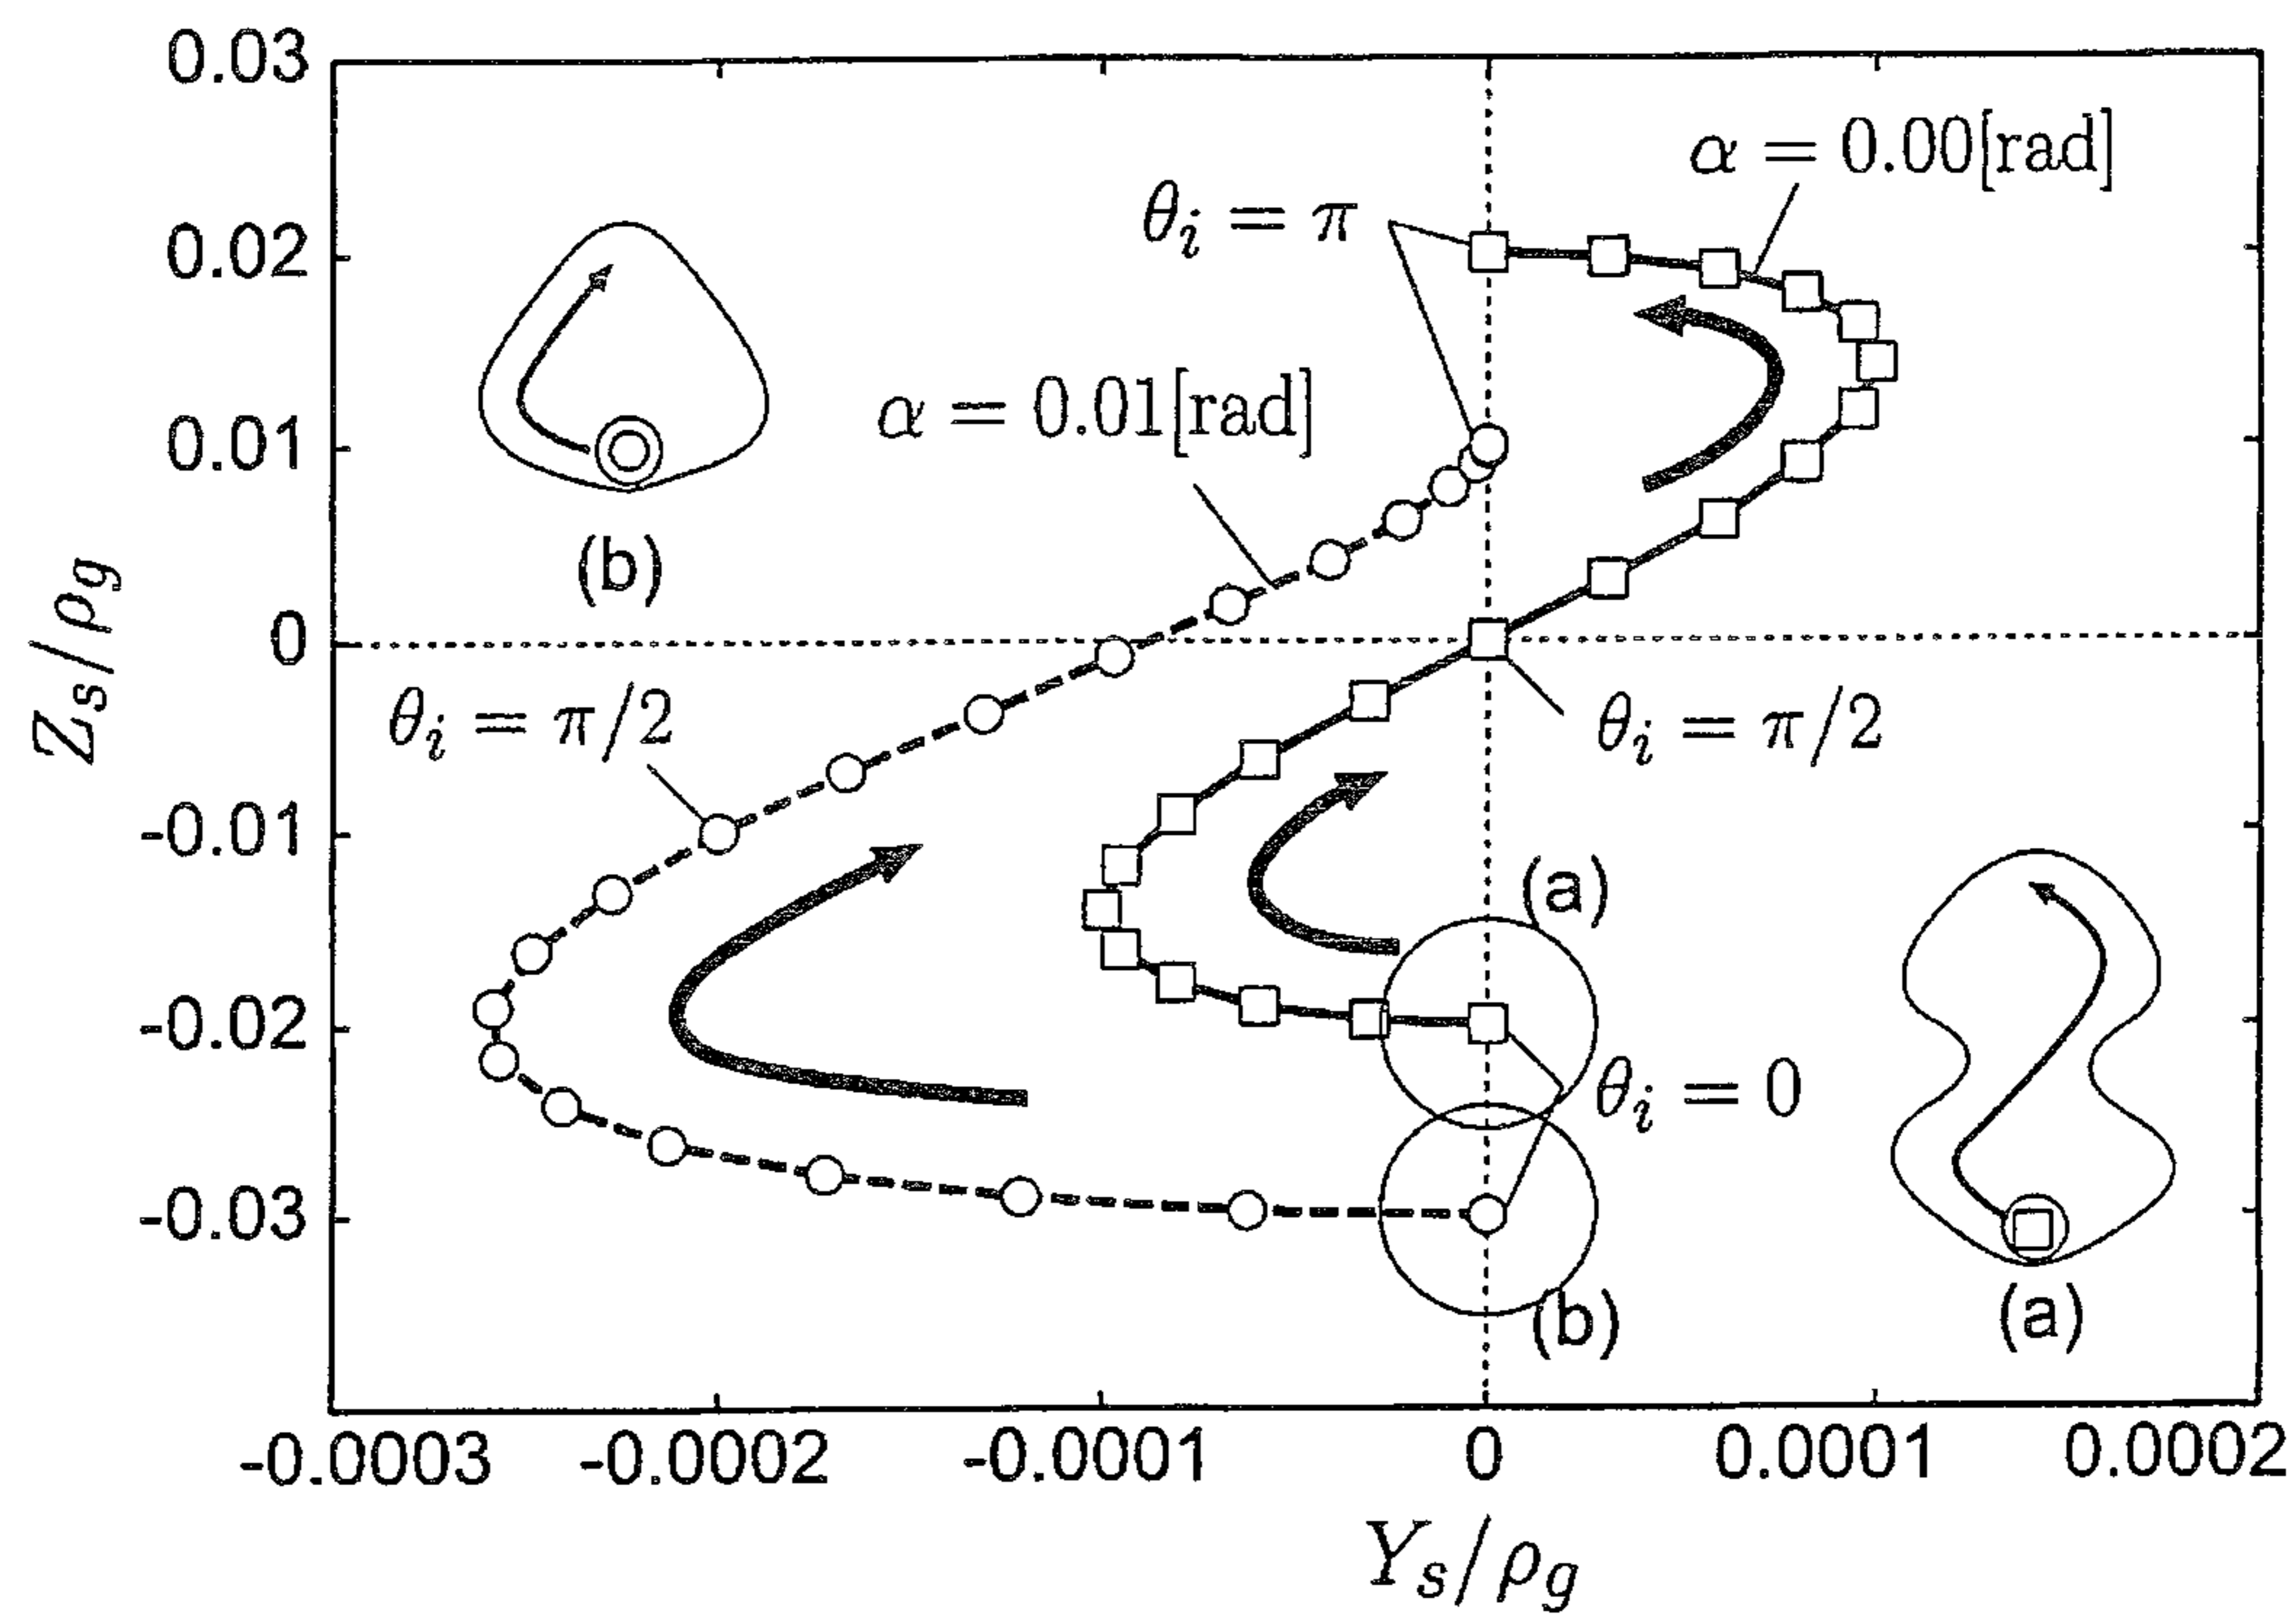 0.03
α = 0.00[rad]
θi = π
0.02
α = 0.01[rad]
0.01
(b)
Zs/ρg
0
θi = π/2
θi = π/2
-0.01
(a)
-0.02
θi = 0
-0.03
(b)
(a)
-0.0003
-0.0002
-0.0001
0
0.0001
0.0002
Ys/ρg